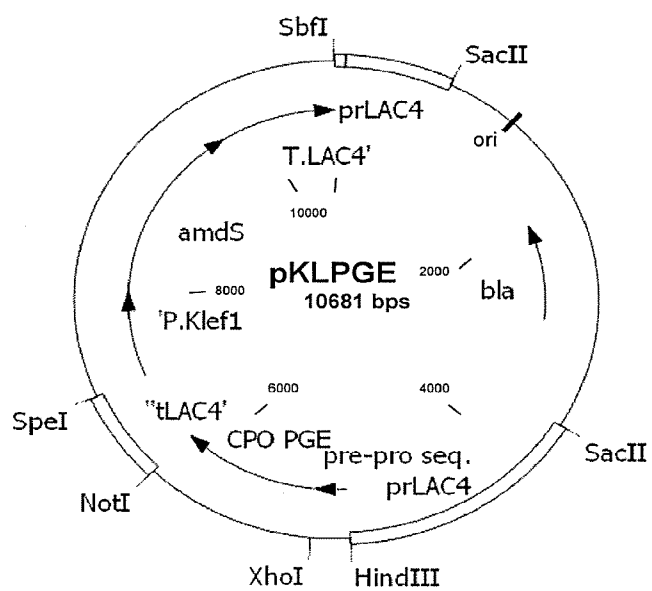 SbfI
SacII
prLAC4
ori
T.LAC4'
10000
amdS
pKLPGE
2000
10681 bps
bla
8000
'P.Klef1
6000
4000
SpeI
"tLAC4'
CPO PGE
pre-pro seq.
SacII
prLAC4
NotI
XhoI
HindIII